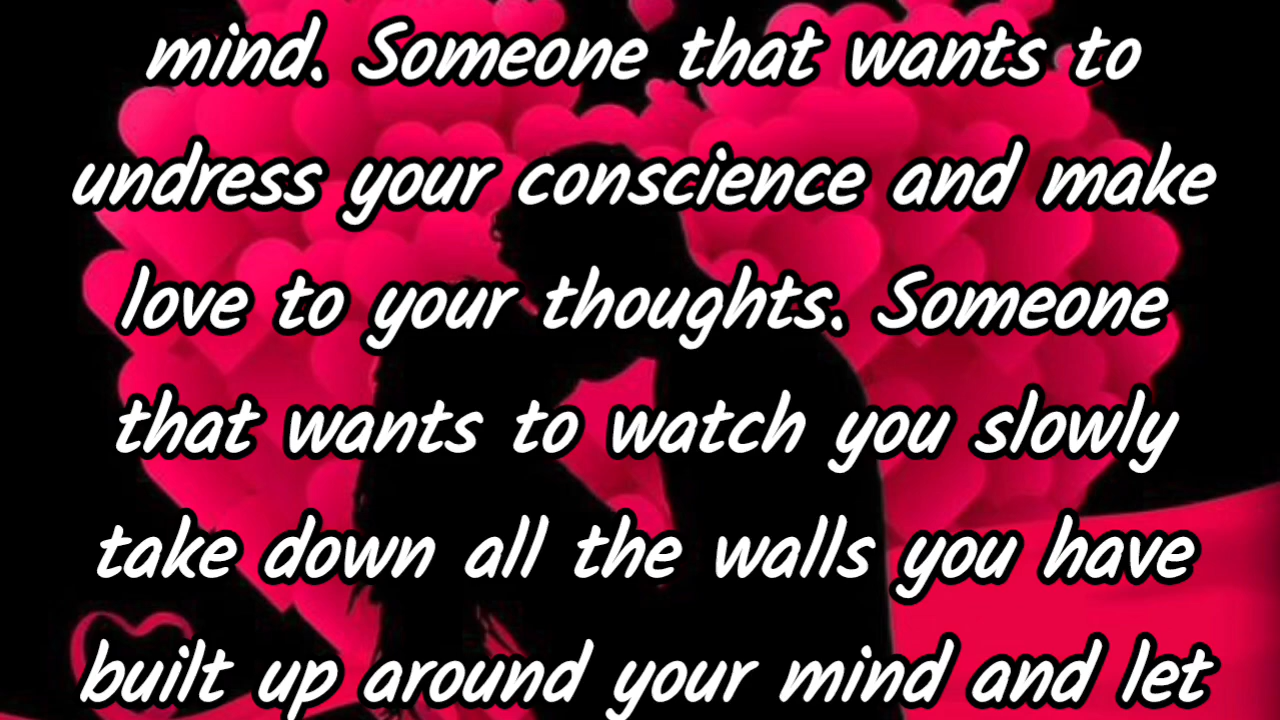 mind. Someone that wants to
undress your conscience and make
love to your thoughts. Someone
that wants to watch you slowly
take down all the walls you have
built up around your mind and let